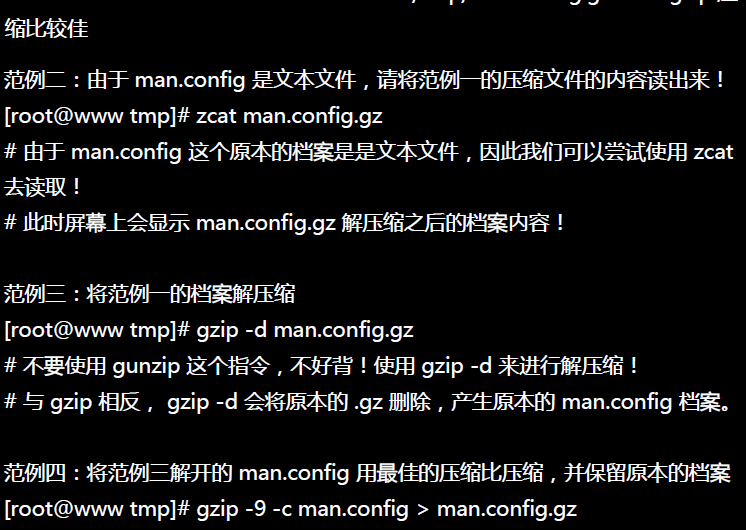 缩比较佳
范例二：由于 man.config 是文本文件，请将范例一的压缩文件的内容读出来！
[root@www tmp]# zcat man.config.gz
# 由于 man.config 这个原本的档案是是文本文件，因此我们可以尝试使用 zcat
去读取！
# 此时屏幕上会显示 man.config.gz 解压缩之后的档案内容！
范例三：将范例一的档案解压缩
[root@www tmp]# gzip -d man.config.gz
# 不要使用 gunzip 这个指令，不好背！使用 gzip -d 来进行解压缩！
# 与 gzip 相反， gzip -d 会将原本的 .gz 删除，产生原本的 man.config 档案。
范例四：将范例三解开的 man.config 用最佳的压缩比压缩，并保留原本的档案
[root@www tmp]# gzip -9 -c man.config > man.config.gz